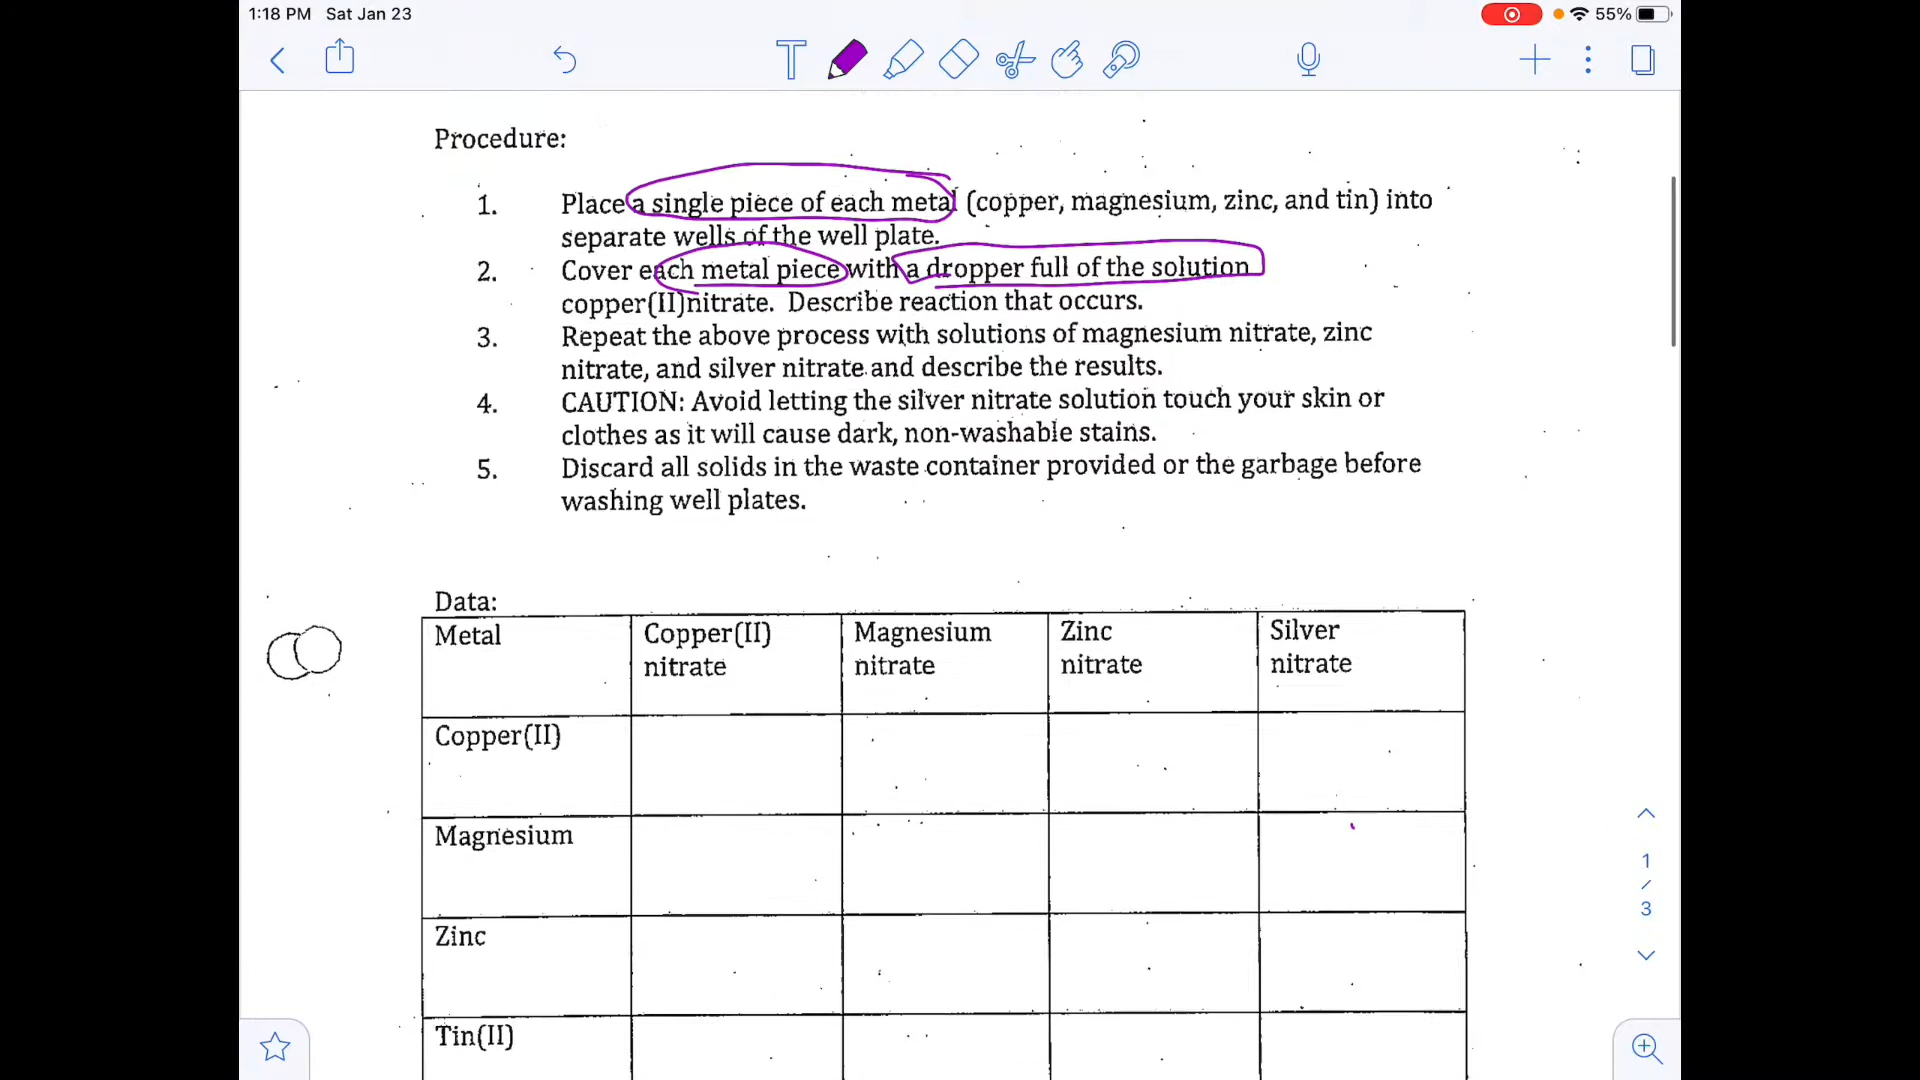 1:18 PM Sat Jan 23
55%
T
Procedure:
1. Place a single piece of each metal (copper, magnesium, zinc, and tin) into
separate wells of the well plate.
2. Cover each metal piece with a dropper full of the solution
copper(II)nitrate. Describe reaction that occurs.
3. Repeat the above process with solutions of magnesium nitrate, zinc
nitrate, and silver nitrate and describe the results.
4. CAUTION: Avoid letting the silver nitrate solution touch your skin or
clothes as it will cause dark, non-washable stains.
5. Discard all solids in the waste container provided or the garbage before
washing well plates.
Data:
Metal
Copper(II)
nitrate
Magnesium
nitrate
Zinc
nitrate
Silver
nitrate
Copper(II)
Magnesium
Zinc
Tin(II)
1
/
3